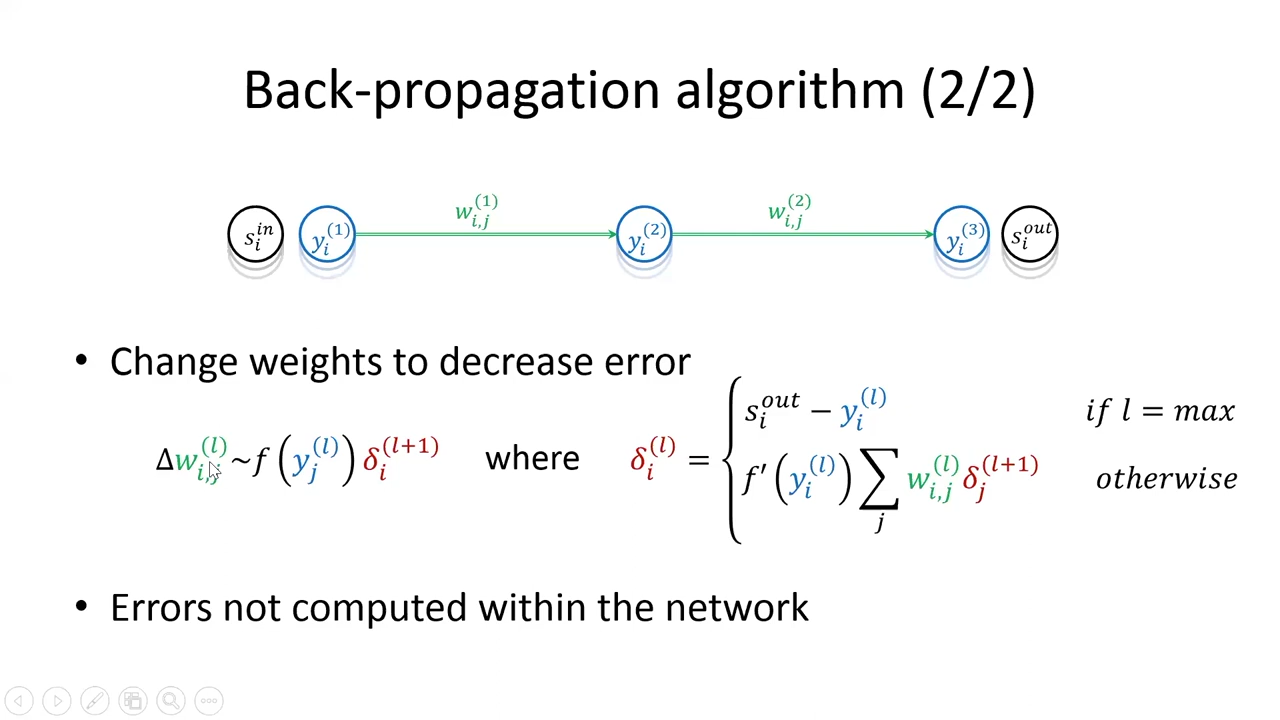 Back-propagation algorithm (2/2)
s_i^{in} y_i^{(1)} w_{i,j}^{(1)} y_i^{(2)} w_{i,j}^{(2)} y_i^{(3)} s_i^{out}
• Change weights to decrease error
Δw_{i,j}^{(l)} ~ f(y_j^{(l)}) δ_i^{(l+1)} where δ_i^{(l)} = { s_i^{out} − y_i^{(l)} if l = max
f′(y_i^{(l)}) ∑_j w_{i,j}^{(l)} δ_j^{(l+1)} otherwise
• Errors not computed within the network